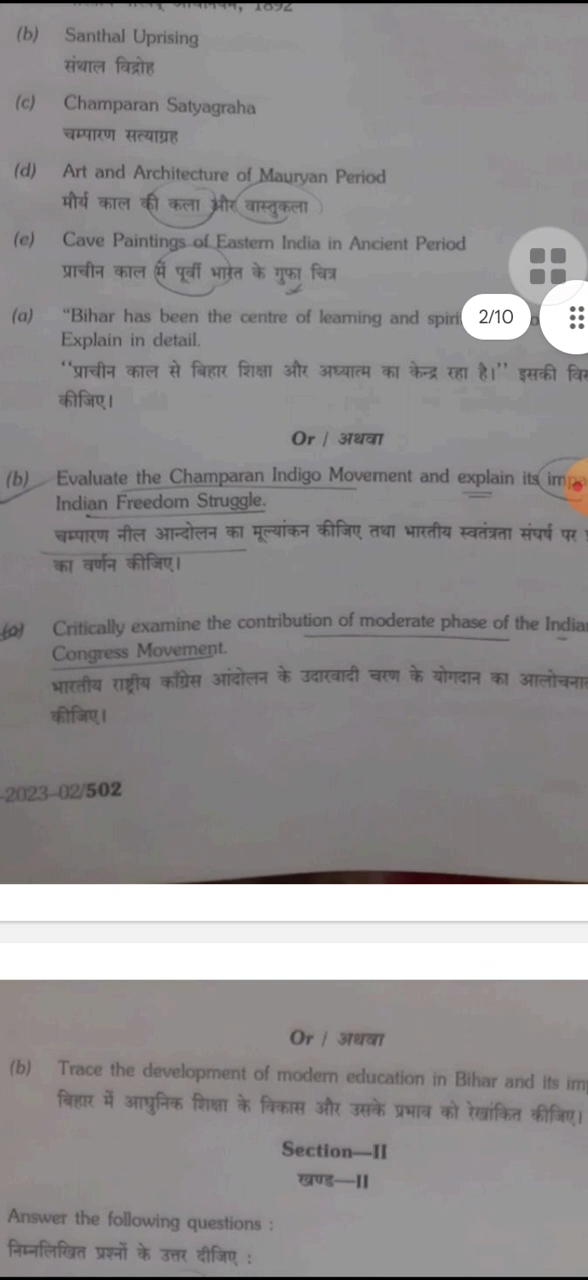 1892
(b) Santhal Uprising
संथाल विद्रोह
(c) Champaran Satyagraha
चम्पारण सत्याग्रह
(d) Art and Architecture of Mauryan Period
मौर्य काल की कला और वास्तुकला
(e) Cave Paintings of Eastern India in Ancient Period
प्राचीन काल में पूर्वी भारत के गुफा चित्र
(a) "Bihar has been the centre of learning and
2/10
Explain in detail.
"प्राचीन काल से बिहार शिक्षा और अध्यात्म का केन्द्र रहा है।" इसकी
कीजिए।
Or / अथवा
(b) Evaluate the Champaran Indigo Movement and explain its
Indian Freedom Struggle.
चम्पारण नील आन्दोलन का मूल्यांकन कीजिए तथा भारतीय स्वतंत्रता संघर्ष पर
का वर्णन कीजिए।
(a) Critically examine the contribution of moderate phase of the
Congress Movement.
भारतीय राष्ट्रीय काँग्रेस आंदोलन के उदारवादी चरण के योगदान का
कीजिए।
-2023-02/502
Or / अथवा
(b) Trace the development of modern education in Bihar and its
बिहार में आधुनिक शिक्षा के विकास और उसके प्रभाव को रेखांकित कीजिए।
Section—II
खण्ड—II
Answer the following questions :
निम्नलिखित प्रश्नों के उत्तर दीजिए :